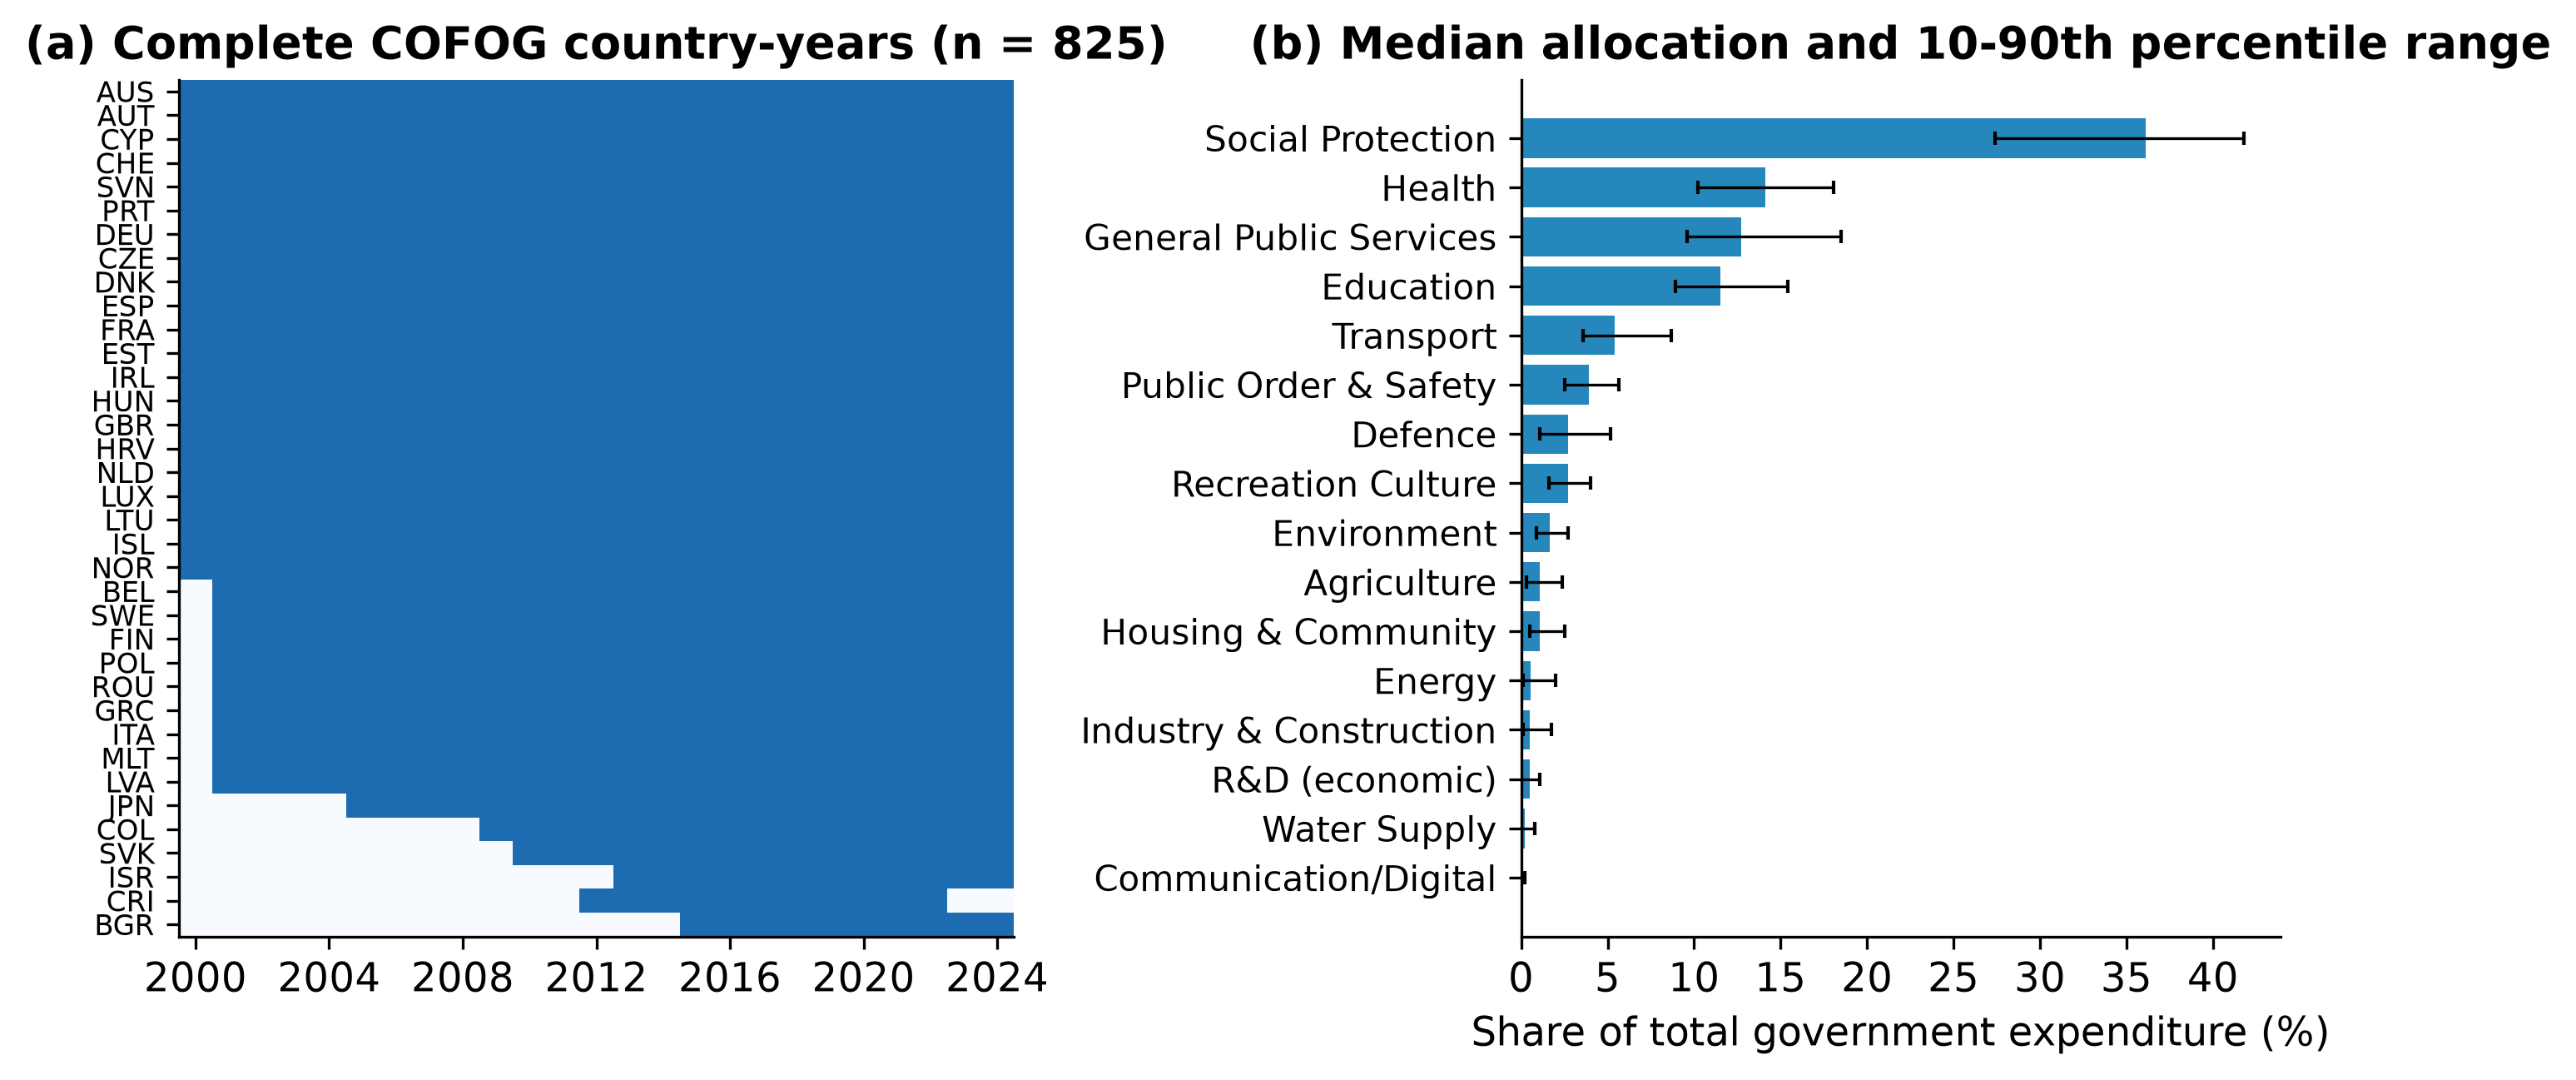 (a) Complete COFOG country-years (n = 825)
AUS
AUT
CYP
CHE
SVN
PRT
DEU
CZE
DNK
ESP
FRA
EST
IRL
HUN
GBR
HRV
NLD
LUX
LTU
ISL
NOR
BEL
SWE
FIN
POL
ROU
GRC
ITA
MLT
LVA
JPN
COL
SVK
ISR
CRI
BGR
2000 2004 2008 2012 2016 2020 2024
(b) Median allocation and 10-90th percentile range
Social Protection
Health
General Public Services
Education
Transport
Public Order & Safety
Defence
Recreation Culture
Environment
Agriculture
Housing & Community
Energy
Industry & Construction
R&D (economic)
Water Supply
Communication/Digital
0 5 10 15 20 25 30 35 40
Share of total government expenditure (%)